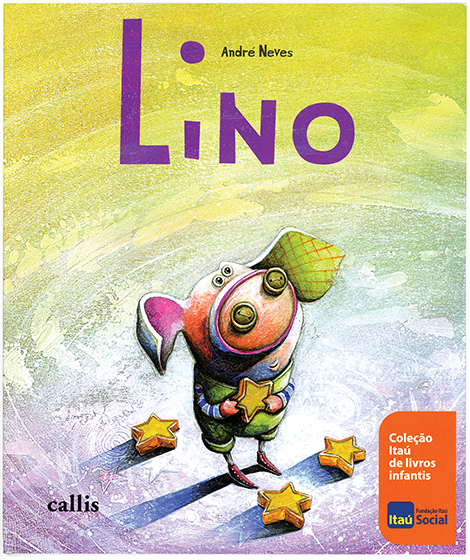 André Neves
LiNO
Coleção
Itaú
de livros
infantis
Itaú
Fundação Itaú
Social
callis